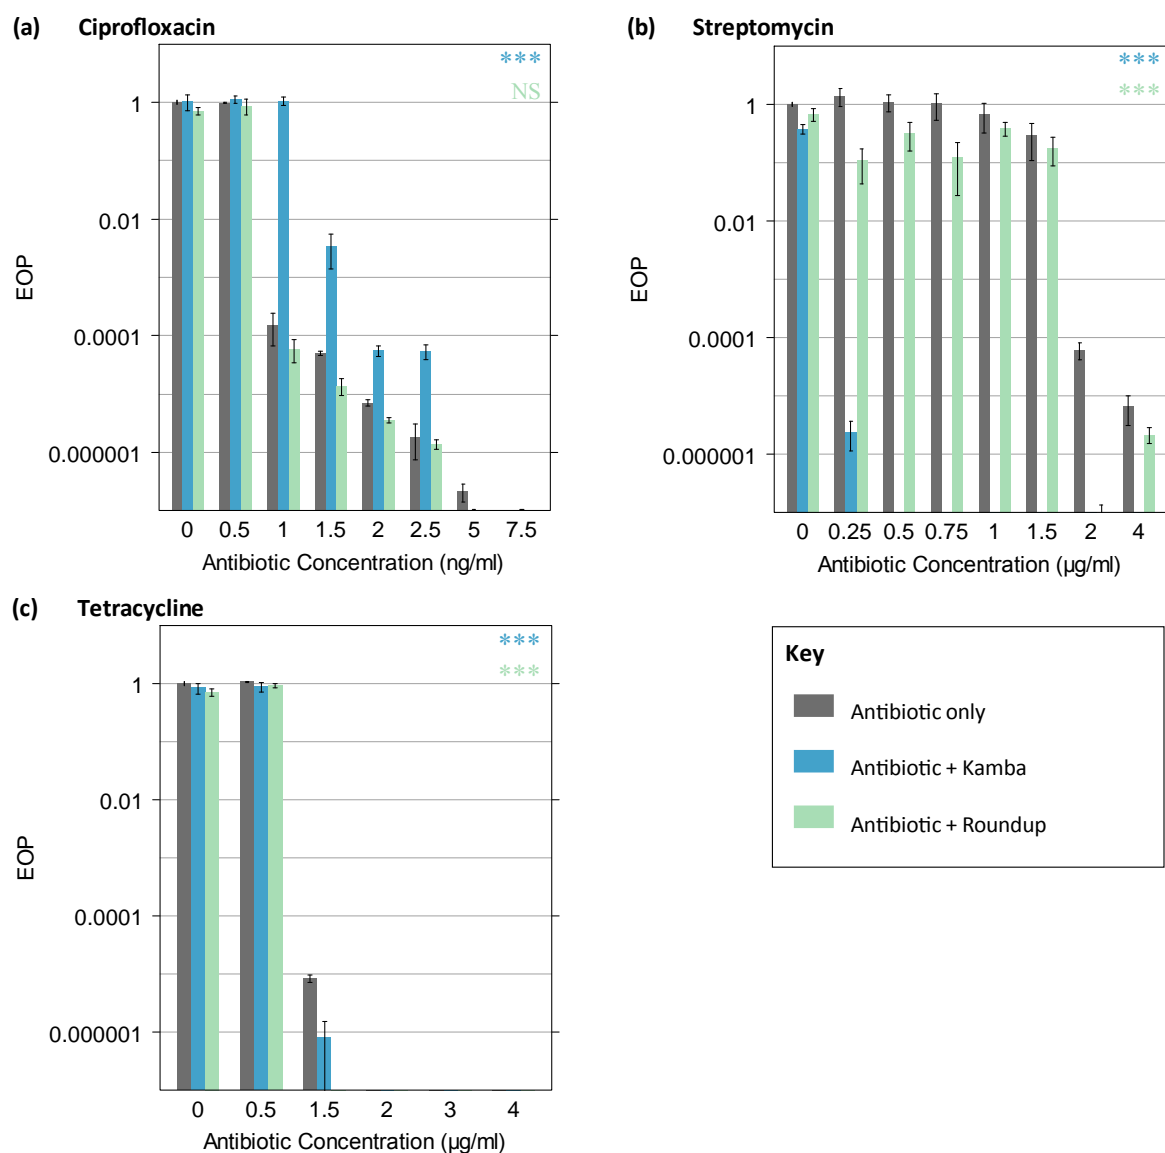 (a) Ciprofloxacin
***
NS
1
0.01
0.0001
0.000001
EOP
0 0.5 1 1.5 2 2.5 5 7.5
Antibiotic Concentration (ng/ml)
(b) Streptomycin
***
***
1
0.01
0.0001
0.000001
EOP
0 0.25 0.5 0.75 1 1.5 2 4
Antibiotic Concentration (µg/ml)
(c) Tetracycline
***
***
1
0.01
0.0001
0.000001
EOP
0 0.5 1.5 2 3 4
Antibiotic Concentration (µg/ml)
Key
Antibiotic only
Antibiotic + Kamba
Antibiotic + Roundup